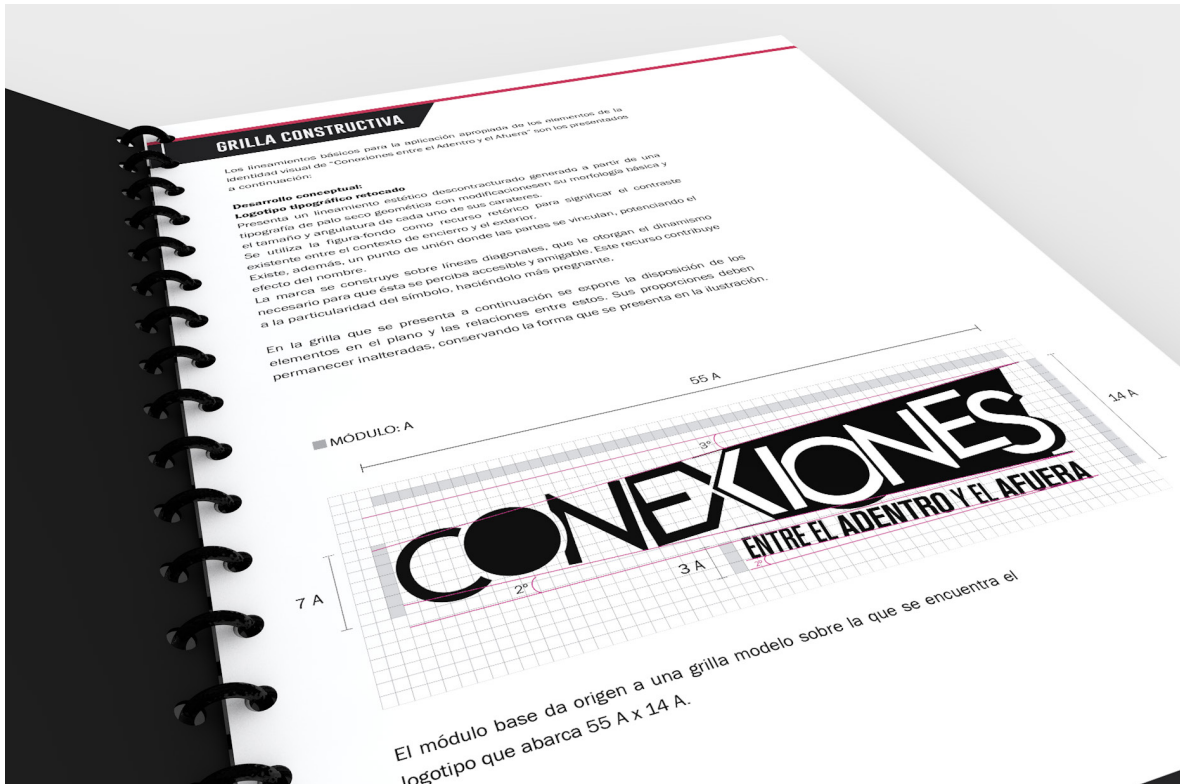 GRILLA CONSTRUCTIVA
Los lineamientos básicos para la aplicación apropiada de los elementos de la
identidad visual de "Conexiones entre el Adentro y el Afuera" son los presentados
a continuación:
Desarrollo conceptual:
Logotipo tipográfico retocado
Presenta un lineamiento estético descontracturado generado a partir de una
tipografía de palo seco geométrica con modificacionesen su morfología básica y
el tamaño y angulatura de cada uno de sus carateres.
Se utiliza la figura-fondo como recurso retórico para significar el contraste
existente entre el contexto de encierro y el exterior.
Existe, además, un punto de unión donde las partes se vinculan, potenciando el
efecto del nombre.
La marca se construye sobre líneas diagonales, que le otorgan el dinamismo
necesario para que ésta se perciba accesible y amigable. Este recurso contribuye
a la particularidad del símbolo, haciéndolo más pregnante.
En la grilla que se presenta a continuación se expone la disposición de los
elementos en el plano y las relaciones entre estos. Sus proporciones deben
permanecer inalteradas, conservando la forma que se presenta en la ilustración.
55 A
MÓDULO: A
14 A
3°
CONEXIONES
ENTRE EL ADENTRO Y EL AFUERA
7 A
2°
3 A
2°
El módulo base da origen a una grilla modelo sobre la que se encuentra el
logotipo que abarca 55 A x 14 A.